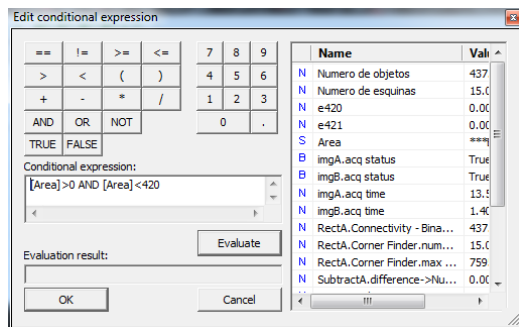 Edit conditional expression
== != >= <= 7 8 9
> < ( ) 4 5 6
+ - * / 1 2 3
AND OR NOT 0 .
TRUE FALSE
Conditional expression:
[Area]>0 AND [Area]<420
Evaluate
Evaluation result:
OK Cancel
Name
N Numero de objetos 437
N Numero de esquinas 15.0
N e420 0.00
N e421 0.00
S Area
B imgA.acq status True
B imgB.acq status True
N imgA.acq time 13.5
N imgB.acq time 1.40
N RectA.Connectivity - Bina... 437
N RectA.Corner Finder.num... 15.0
N RectA.Corner Finder.max ... 759
N SubtractA.difference->Nu... 0.00